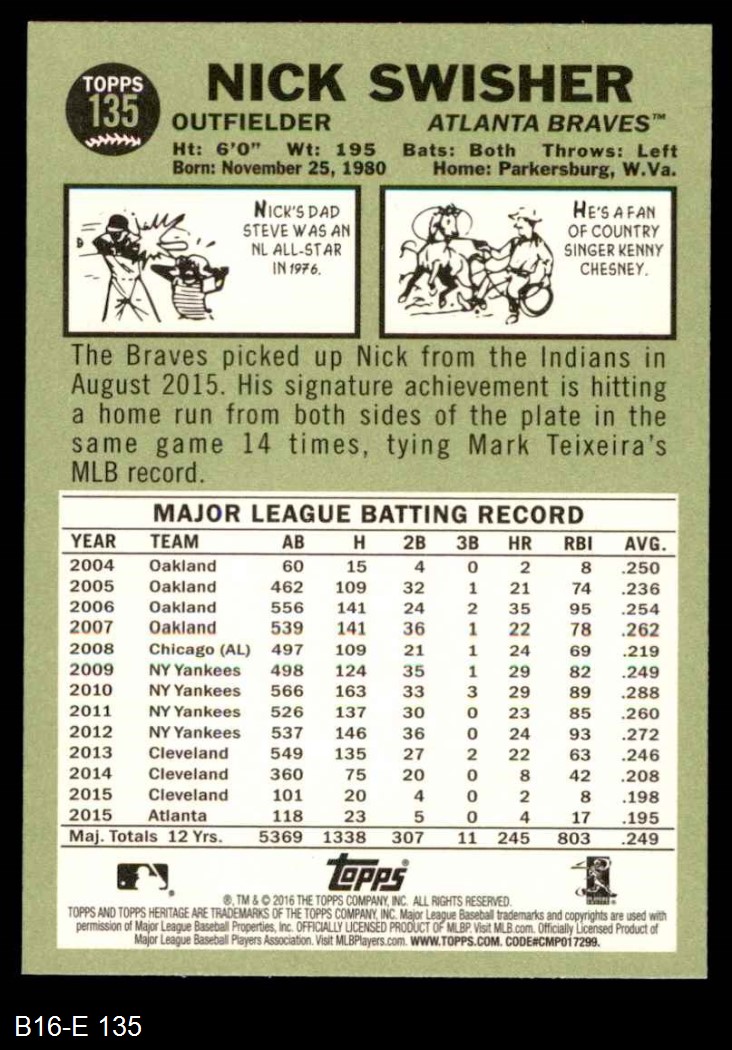 TOPPS
135
NICK SWISHER
OUTFIELDER ATLANTA BRAVES™
Ht: 6'0" Wt: 195 Bats: Both Throws: Left
Born: November 25, 1980 Home: Parkersburg, W.Va.
NICK'S DAD
STEVE WAS AN
NL ALL-STAR
IN 1976.
HE'S A FAN
OF COUNTRY
SINGER KENNY
CHESNEY.
The Braves picked up Nick from the Indians in
August 2015. His signature achievement is hitting
a home run from both sides of the plate in the
same game 14 times, tying Mark Teixeira's
MLB record.
MAJOR LEAGUE BATTING RECORD
YEAR TEAM AB H 2B 3B HR RBI AVG.
2004 Oakland 60 15 4 0 2 8 .250
2005 Oakland 462 109 32 1 21 74 .236
2006 Oakland 556 141 24 2 35 95 .254
2007 Oakland 539 141 36 1 22 78 .262
2008 Chicago (AL) 497 109 21 1 24 69 .219
2009 NY Yankees 498 124 35 1 29 82 .249
2010 NY Yankees 566 163 33 3 29 89 .288
2011 NY Yankees 526 137 30 0 23 85 .260
2012 NY Yankees 537 146 36 0 24 93 .272
2013 Cleveland 549 135 27 2 22 63 .246
2014 Cleveland 360 75 20 0 8 42 .208
2015 Cleveland 101 20 4 0 2 8 .198
2015 Atlanta 118 23 5 0 4 17 .195
Maj. Totals 12 Yrs. 5369 1338 307 11 245 803 .249
Topps®
®, TM & © 2016 THE TOPPS COMPANY, INC. ALL RIGHTS RESERVED.
TOPPS AND TOPPS HERITAGE ARE TRADEMARKS OF THE TOPPS COMPANY, INC. Major League Baseball trademarks and copyrights are used with
permission of Major League Baseball Properties, Inc. OFFICIALLY LICENSED PRODUCT OF MLBP. Visit MLB.com. Officially Licensed Product of
Major League Baseball Players Association. Visit MLBPlayers.com. WWW.TOPPS.COM. CODE#CMP017299.
B16-E 135